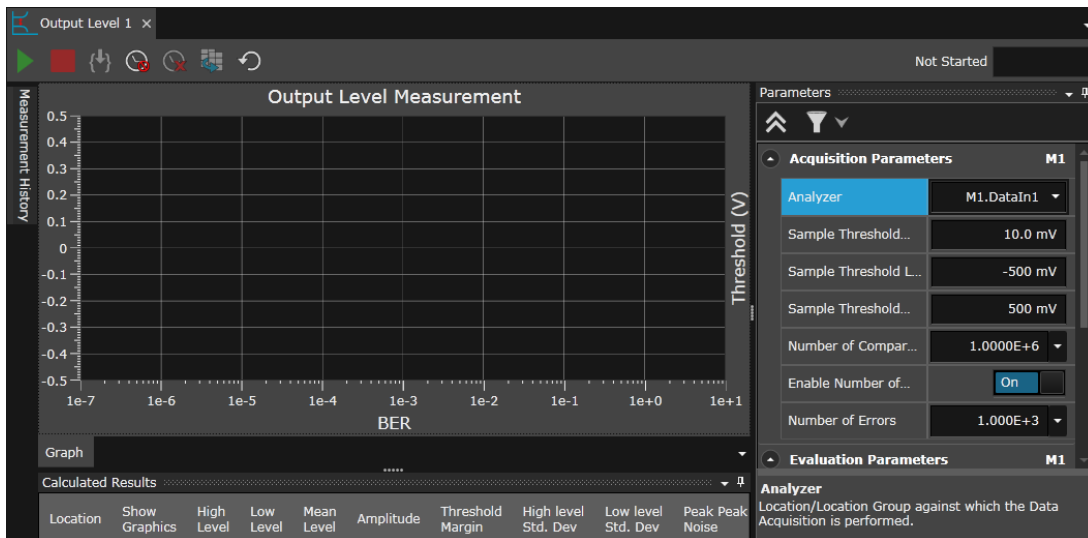 Output Level 1
Not Started
Measurement History
Output Level Measurement
0.5
0.4
0.3
0.2
0.1
0
-0.1
-0.2
-0.3
-0.4
-0.5
1e-7 1e-6 1e-5 1e-4 1e-3 1e-2 1e-1 1e+0 1e+1
BER
Threshold (V)
Graph
Calculated Results
Location Show Graphics High Level Low Level Mean Level Amplitude Threshold Margin High level Std. Dev Low level Std. Dev Peak Peak Noise
Parameters
Acquisition Parameters M1
Analyzer M1.DataIn1
Sample Threshold... 10.0 mV
Sample Threshold L... -500 mV
Sample Threshold... 500 mV
Number of Compar... 1.0000E+6
Enable Number of... On
Number of Errors 1.000E+3
Evaluation Parameters M1
Analyzer
Location/Location Group against which the Data
Acquisition is performed.